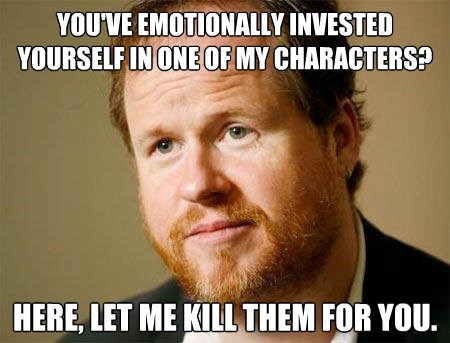 YOU'VE EMOTIONALLY INVESTED
YOURSELF IN ONE OF MY CHARACTERS?
HERE, LET ME KILL THEM FOR YOU.